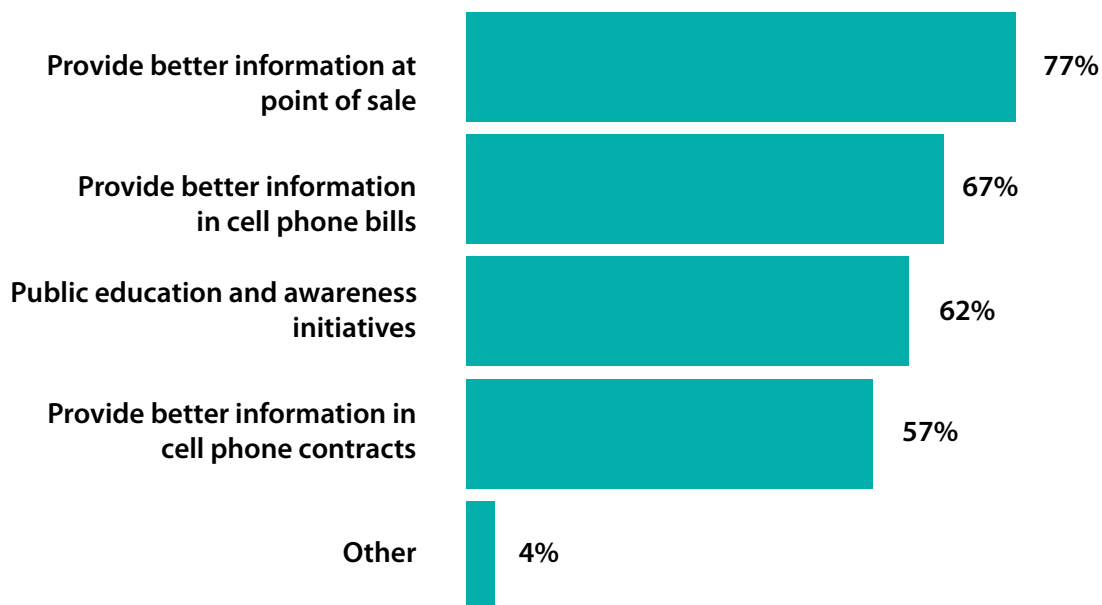 Provide better information at
point of sale
77%
Provide better information
in cell phone bills
67%
Public education and awareness
initiatives
62%
Provide better information in
cell phone contracts
57%
Other
4%